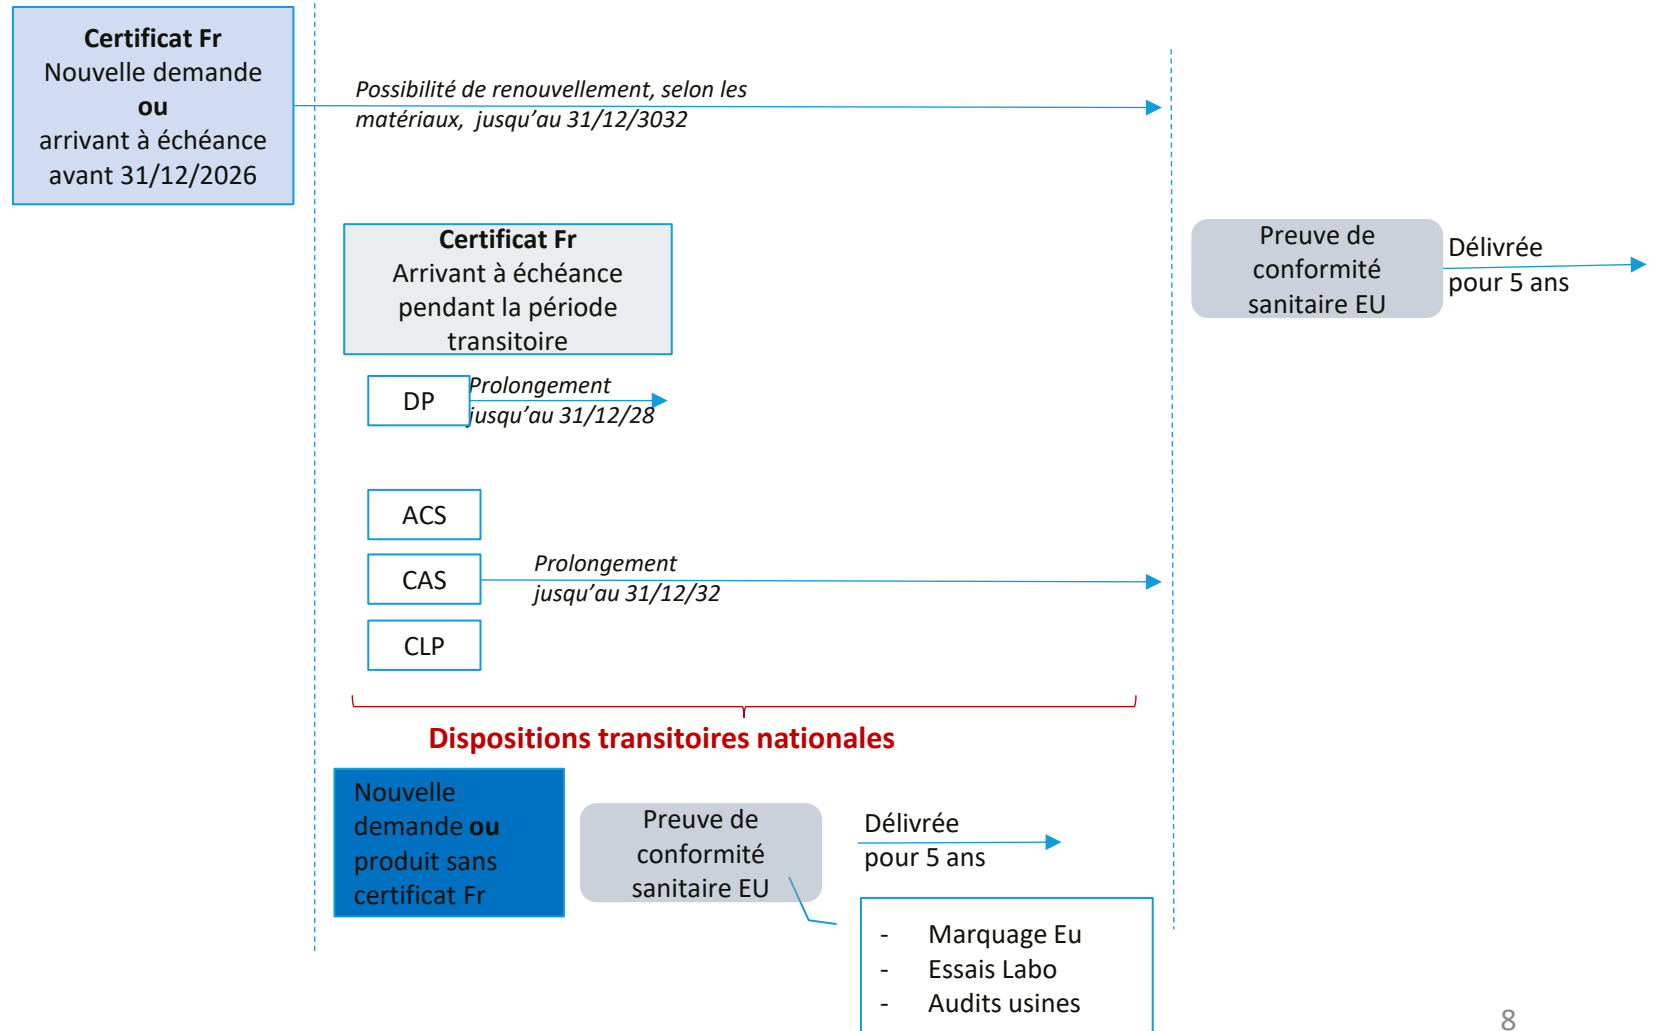 Certificat Fr
Nouvelle demande
ou
arrivant à échéance
avant 31/12/2026
Possibilité de renouvellement, selon les
matériaux, jusqu'au 31/12/3032
Certificat Fr
Arrivant à échéance
pendant la période
transitoire
Preuve de
conformité
sanitaire EU
Délivrée
pour 5 ans
DP
Prolongement
jusqu'au 31/12/28
ACS
CAS
Prolongement
jusqu'au 31/12/32
CLP
Dispositions transitoires nationales
Nouvelle
demande ou
produit sans
certificat Fr
Preuve de
conformité
sanitaire EU
Délivrée
pour 5 ans
- Marquage Eu
- Essais Labo
- Audits usines
8